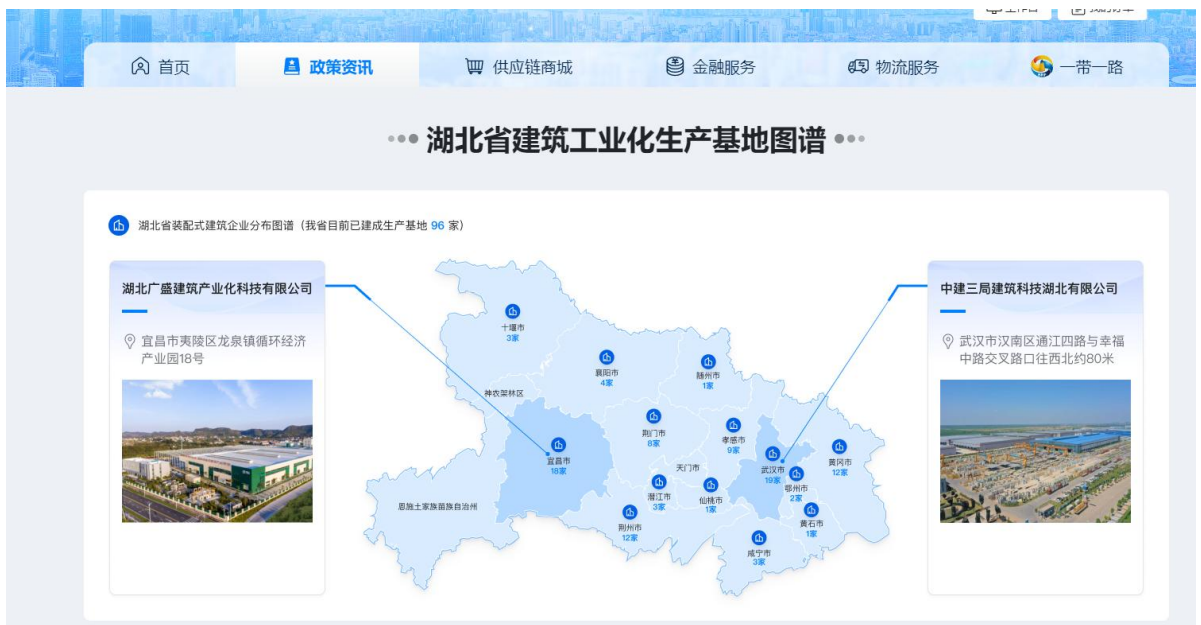 首页
政策资讯
供应链商城
金融服务
物流服务
一带一路
湖北省建筑工业化生产基地图谱
湖北省装配式建筑企业分布图谱（我省目前已建成生产基地 96 家）
湖北广盛建筑产业化科技有限公司
宜昌市夷陵区龙泉镇循环经济
产业园18号
十堰市
3家
襄阳市
4家
随州市
1家
神农架林区
荆门市
8家
孝感市
9家
宜昌市
18家
天门市
武汉市
19家
黄冈市
12家
鄂州市
2家
潜江市
3家
仙桃市
1家
恩施土家族苗族自治州
荆州市
12家
黄石市
1家
咸宁市
3家
中建三局建筑科技湖北有限公司
武汉市汉南区通江四路与幸福
中路交叉路口往西北约80米